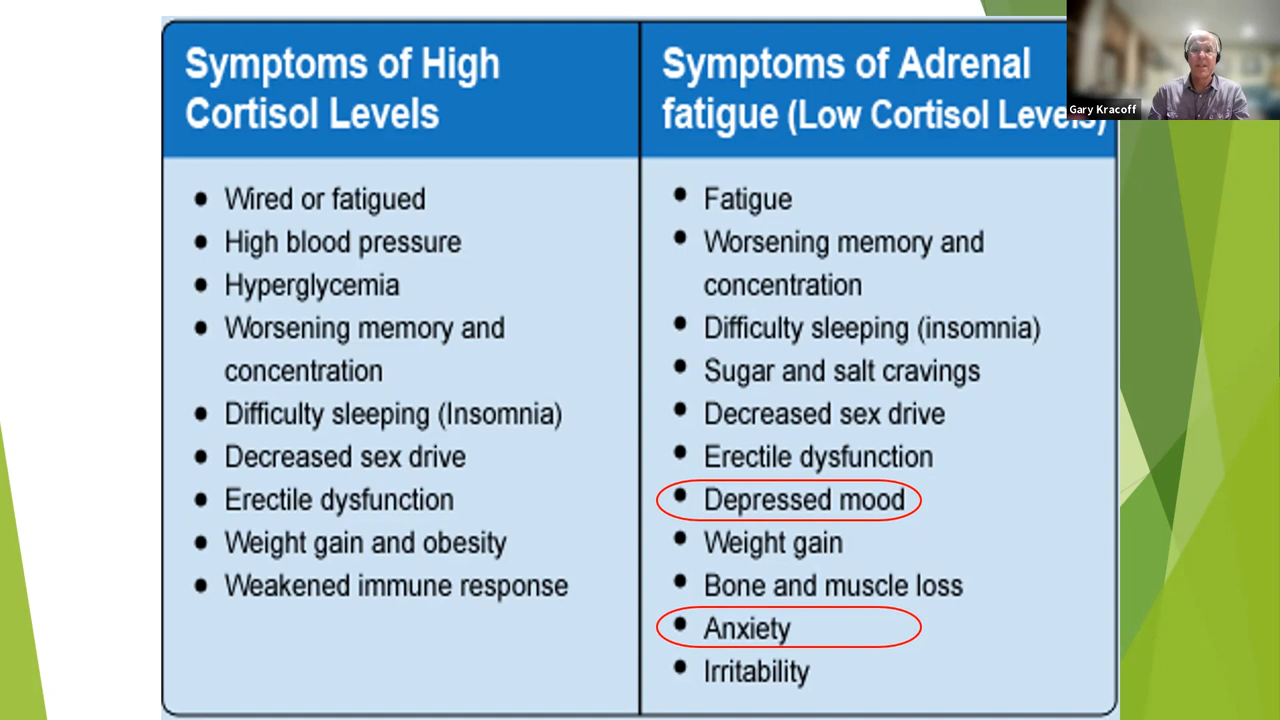 Symptoms of High
Cortisol Levels
Wired or fatigued
High blood pressure
Hyperglycemia
Worsening memory and
concentration
Difficulty sleeping (Insomnia)
Decreased sex drive
Erectile dysfunction
Weight gain and obesity
Weakened immune response
Symptoms of Adrenal
fatigue (Low Cortisol Levels)
Fatigue
Worsening memory and
concentration
Difficulty sleeping (insomnia)
Sugar and salt cravings
Decreased sex drive
Erectile dysfunction
Depressed mood
Weight gain
Bone and muscle loss
Anxiety
Irritability
Gary Kracoff